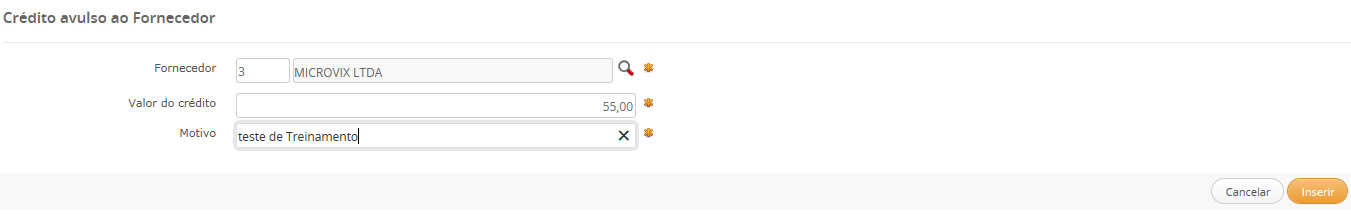 Crédito avulso ao Fornecedor
Fornecedor 3 MICROVIX LTDA
Valor do crédito 55,00
Motivo teste de Treinamento
Cancelar Inserir